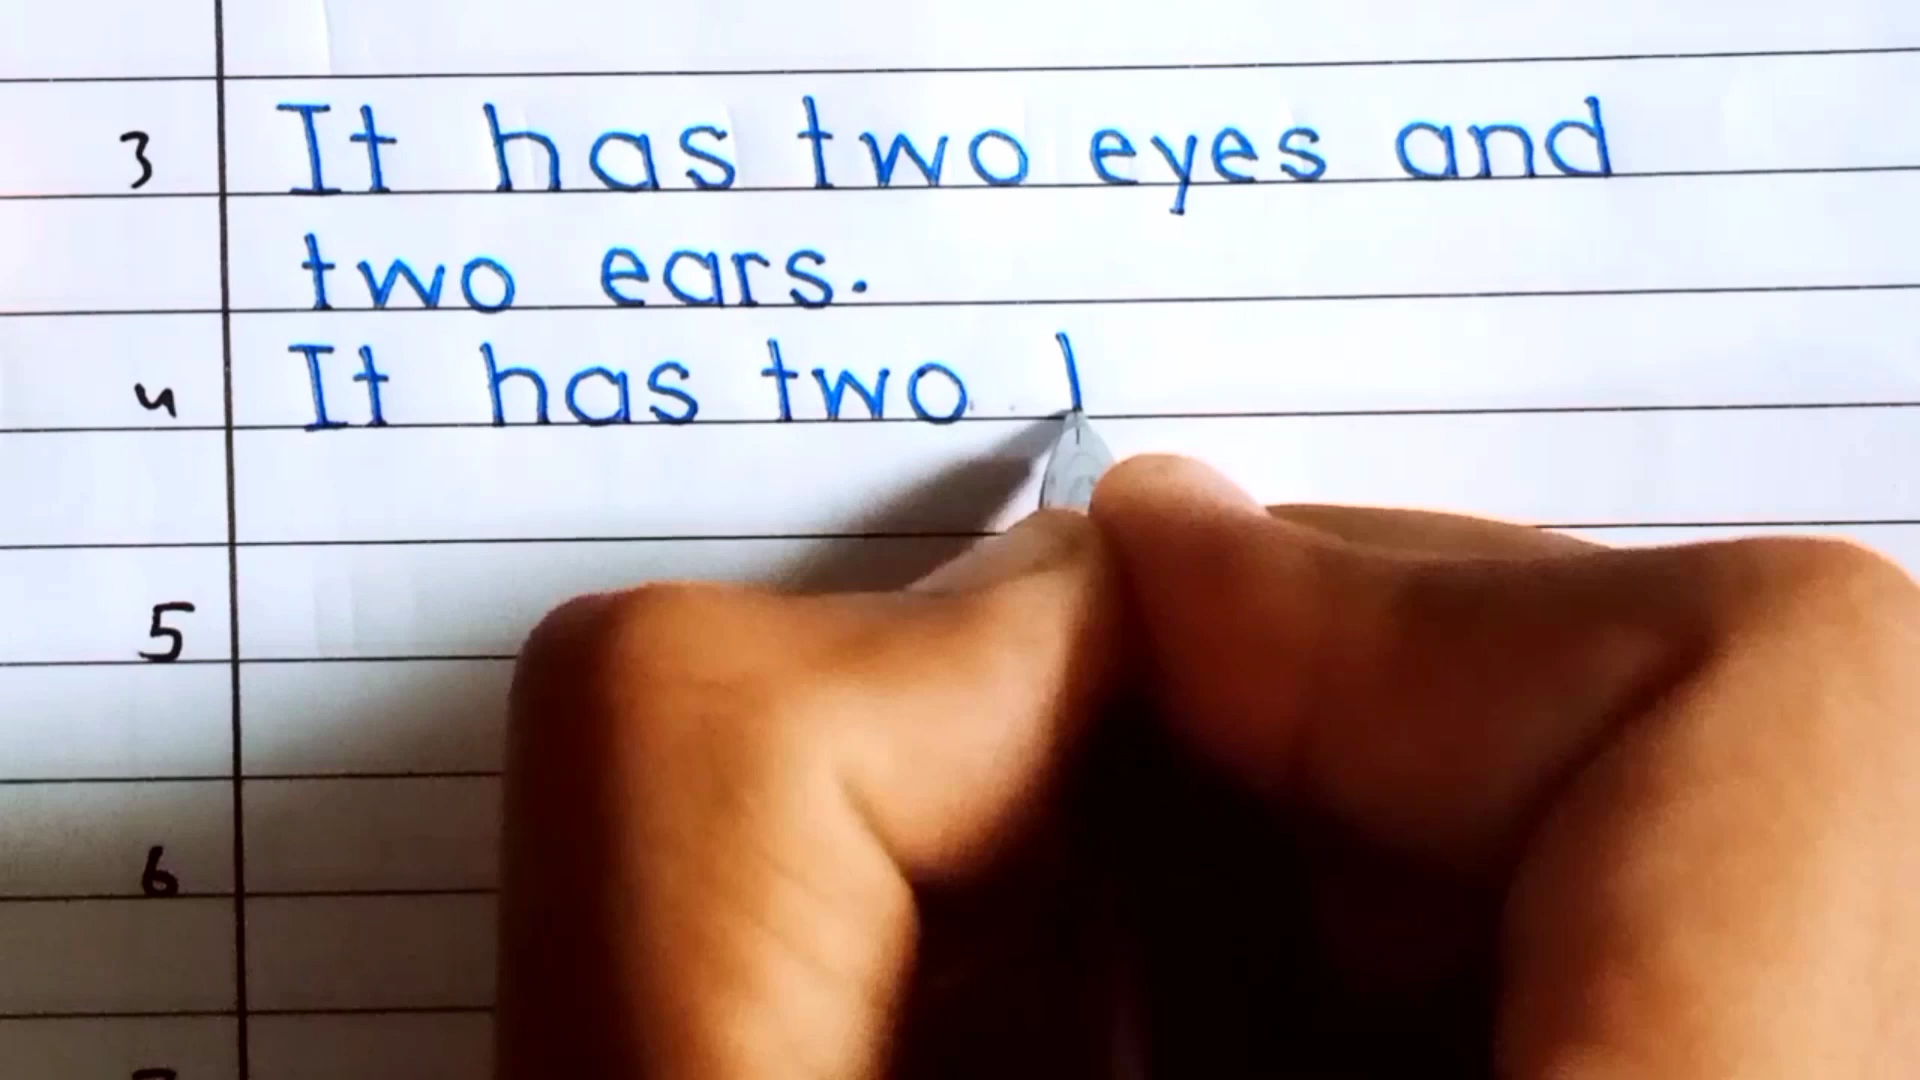 3 It has two eyes and
two ears.
4 It has two l
5
6